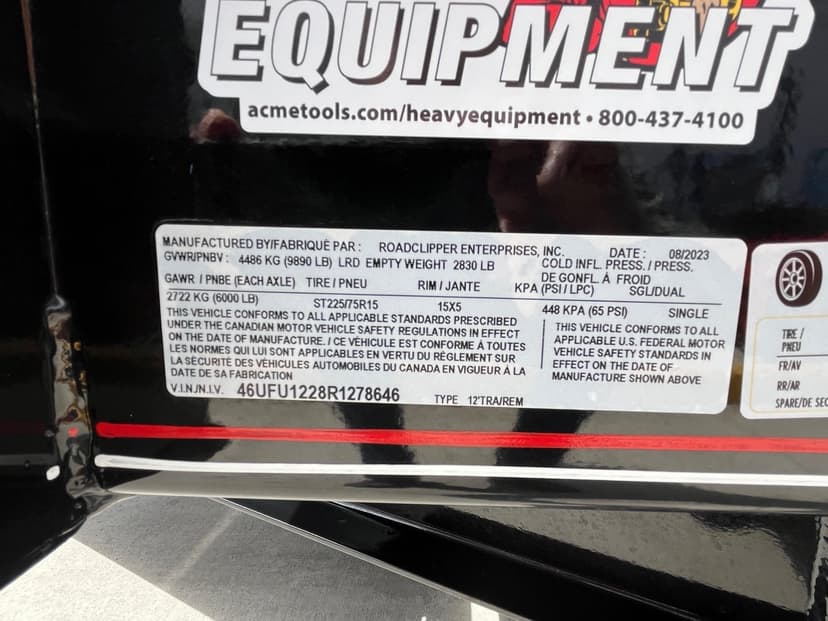 EQUIPMENT
acmetools.com/heavyequipment • 800-437-4100
MANUFACTURED BY/FABRIQUÉ PAR : ROADCLIPPER ENTERPRISES, INC. DATE : 08/2023
GVWR/PNBV : 4486 KG (9890 LB) LRD EMPTY WEIGHT 2830 LB COLD INFL. PRESS. / PRESS.
DE GONFL. À FROID
GAWR / PNBE (EACH AXLE) TIRE / PNEU RIM / JANTE KPA (PSI / LPC) SGL/DUAL
2722 KG (6000 LB) ST225/75R15 15X5 448 KPA (65 PSI) SINGLE
THIS VEHICLE CONFORMS TO ALL APPLICABLE STANDARDS PRESCRIBED
UNDER THE CANADIAN MOTOR VEHICLE SAFETY REGULATIONS IN EFFECT
ON THE DATE OF MANUFACTURE. / CE VÉHICULE EST CONFORME À TOUTES
LES NORMES QUI LUI SONT APPLICABLES EN VERTU DU RÈGLEMENT SUR
LA SÉCURITÉ DES VÉHICULES AUTOMOBILES DU CANADA EN VIGUEUR À LA
DATE DE SA FABRICATION
THIS VEHICLE CONFORMS TO ALL
APPLICABLE U.S. FEDERAL MOTOR
VEHICLE SAFETY STANDARDS IN
EFFECT ON THE DATE OF
MANUFACTURE SHOWN ABOVE
V.I.N./N.I.V. 46UFU1228R1278646 TYPE 12'TRA/REM
TIRE /
PNEU
FR/AV
RR/AR
SPARE/DE SEC